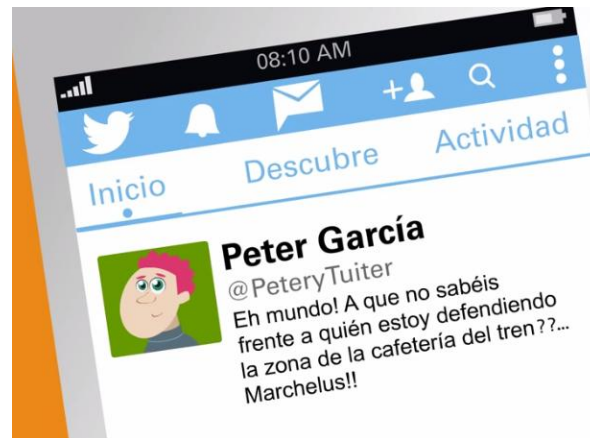 08:10 AM
Inicio Descubre Actividad
Peter García
@PeteryTuiter
Eh mundo! A que no sabéis
frente a quién estoy defendiendo
la zona de la cafetería del tren??...
Marchelus!!